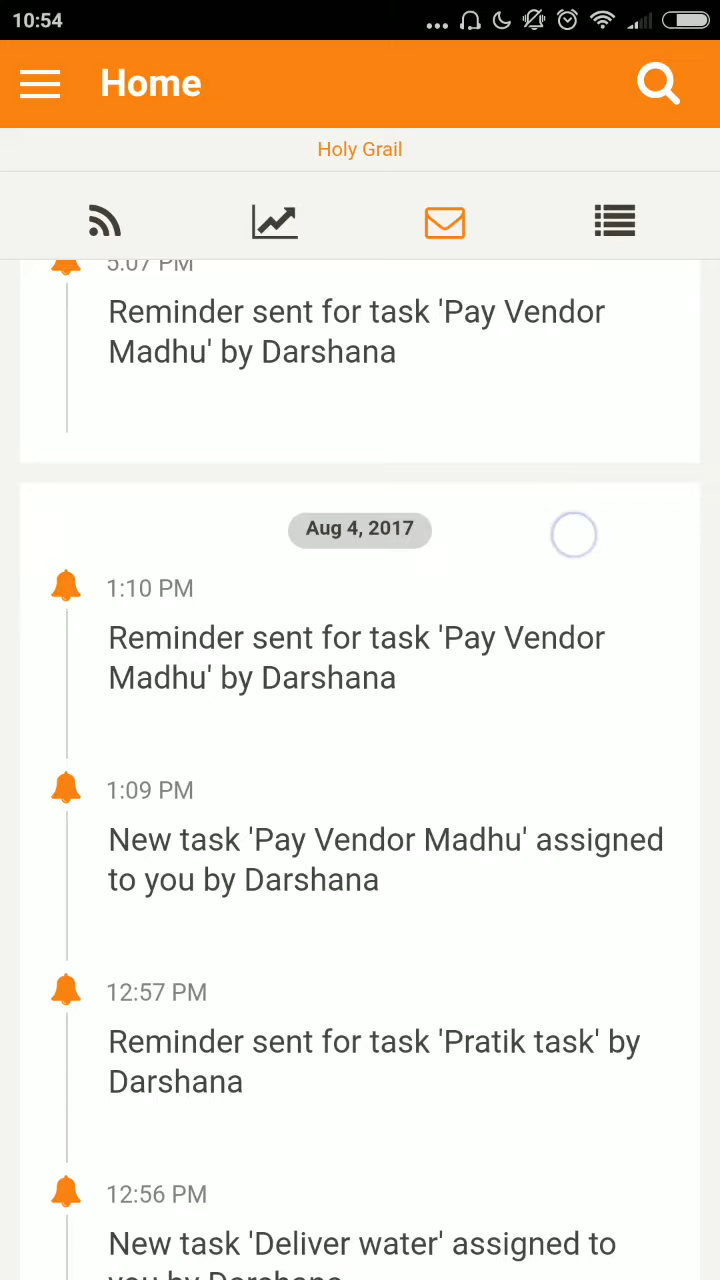 10:54
Home
Holy Grail
5:07 PM
Reminder sent for task 'Pay Vendor
Madhu' by Darshana
Aug 4, 2017
1:10 PM
Reminder sent for task 'Pay Vendor
Madhu' by Darshana
1:09 PM
New task 'Pay Vendor Madhu' assigned
to you by Darshana
12:57 PM
Reminder sent for task 'Pratik task' by
Darshana
12:56 PM
New task 'Deliver water' assigned to
you by Darshana